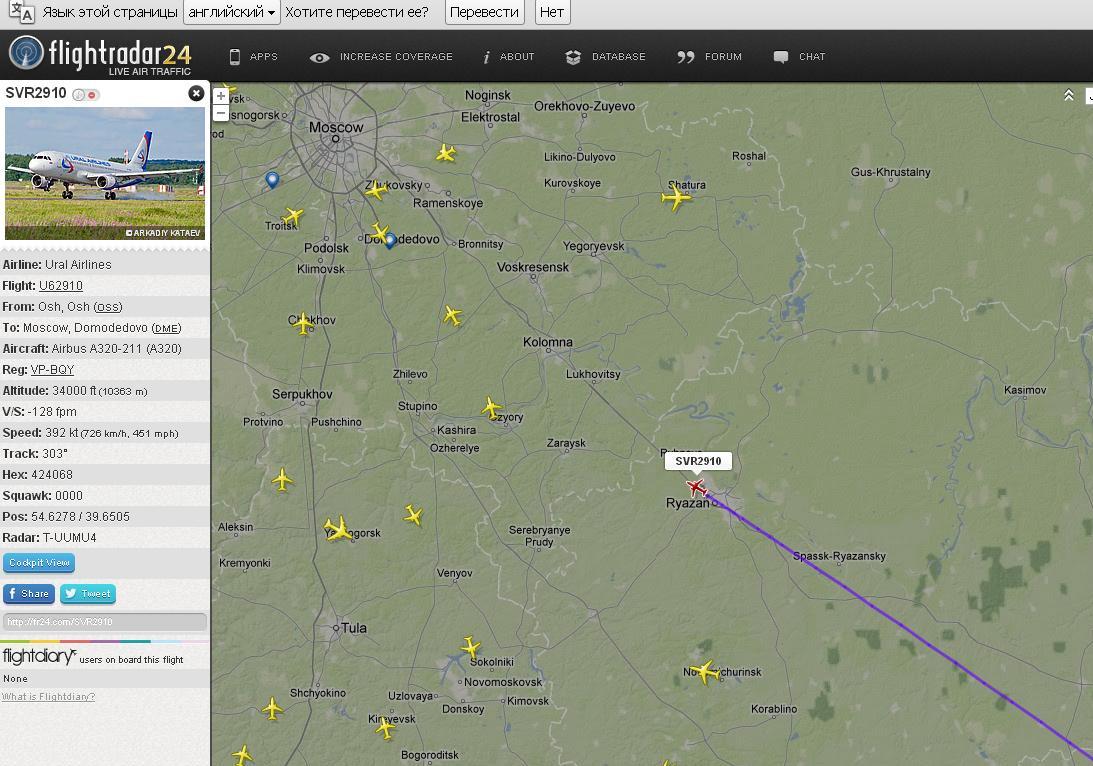 Язык этой страницы английский Хотите перевести ее? Перевести Нет
flightradar24
LIVE AIR TRAFFIC
APPS
INCREASE COVERAGE
ABOUT
DATABASE
FORUM
CHAT
SVR2910
URAL AIRLINES
© ARKADIY KATAEV
Airline: Ural Airlines
Flight: U62910
From: Osh, Osh (OSS)
To: Moscow, Domodedovo (DME)
Aircraft: Airbus A320-211 (A320)
Reg: VP-BQY
Altitude: 34000 ft (10363 m)
V/S: -128 fpm
Speed: 392 kt (726 km/h, 451 mph)
Track: 303°
Hex: 424068
Squawk: 0000
Pos: 54.6278 / 39.6505
Radar: T-UUMU4
Cockpit View
Share Tweet
http://fr24.com/SVR2910
flightdiary users on board this flight
None
What is Flightdiary?
Noginsk
Orekhovo-Zuyevo
Elektrostal
Moscow
Likino-Dulyovo
Roshal
Gus-Khrustalny
Kurovskoye
Zhukovsky
Shatura
Ramenskoye
Troitsk
Podolsk
Domodedovo
Bronnitsy
Yegoryevsk
Klimovsk
Voskresensk
Chekhov
Kolomna
Zhilevo
Lukhovitsy
Serpukhov
Kasimov
Stupino
Protvino
Pushchino
Ozyory
Kashira
Ozherelye
Zaraysk
SVR2910
Ryazan
Aleksin
Serebryanye
Prudy
Kremyonki
Spassk-Ryazansky
Venyov
Tula
Sokolniki
Novomoskovsk
Shchyokino
Uzlovaya
Kimovsk
Donskoy
Korablino
Kireyevsk
Bogoroditsk